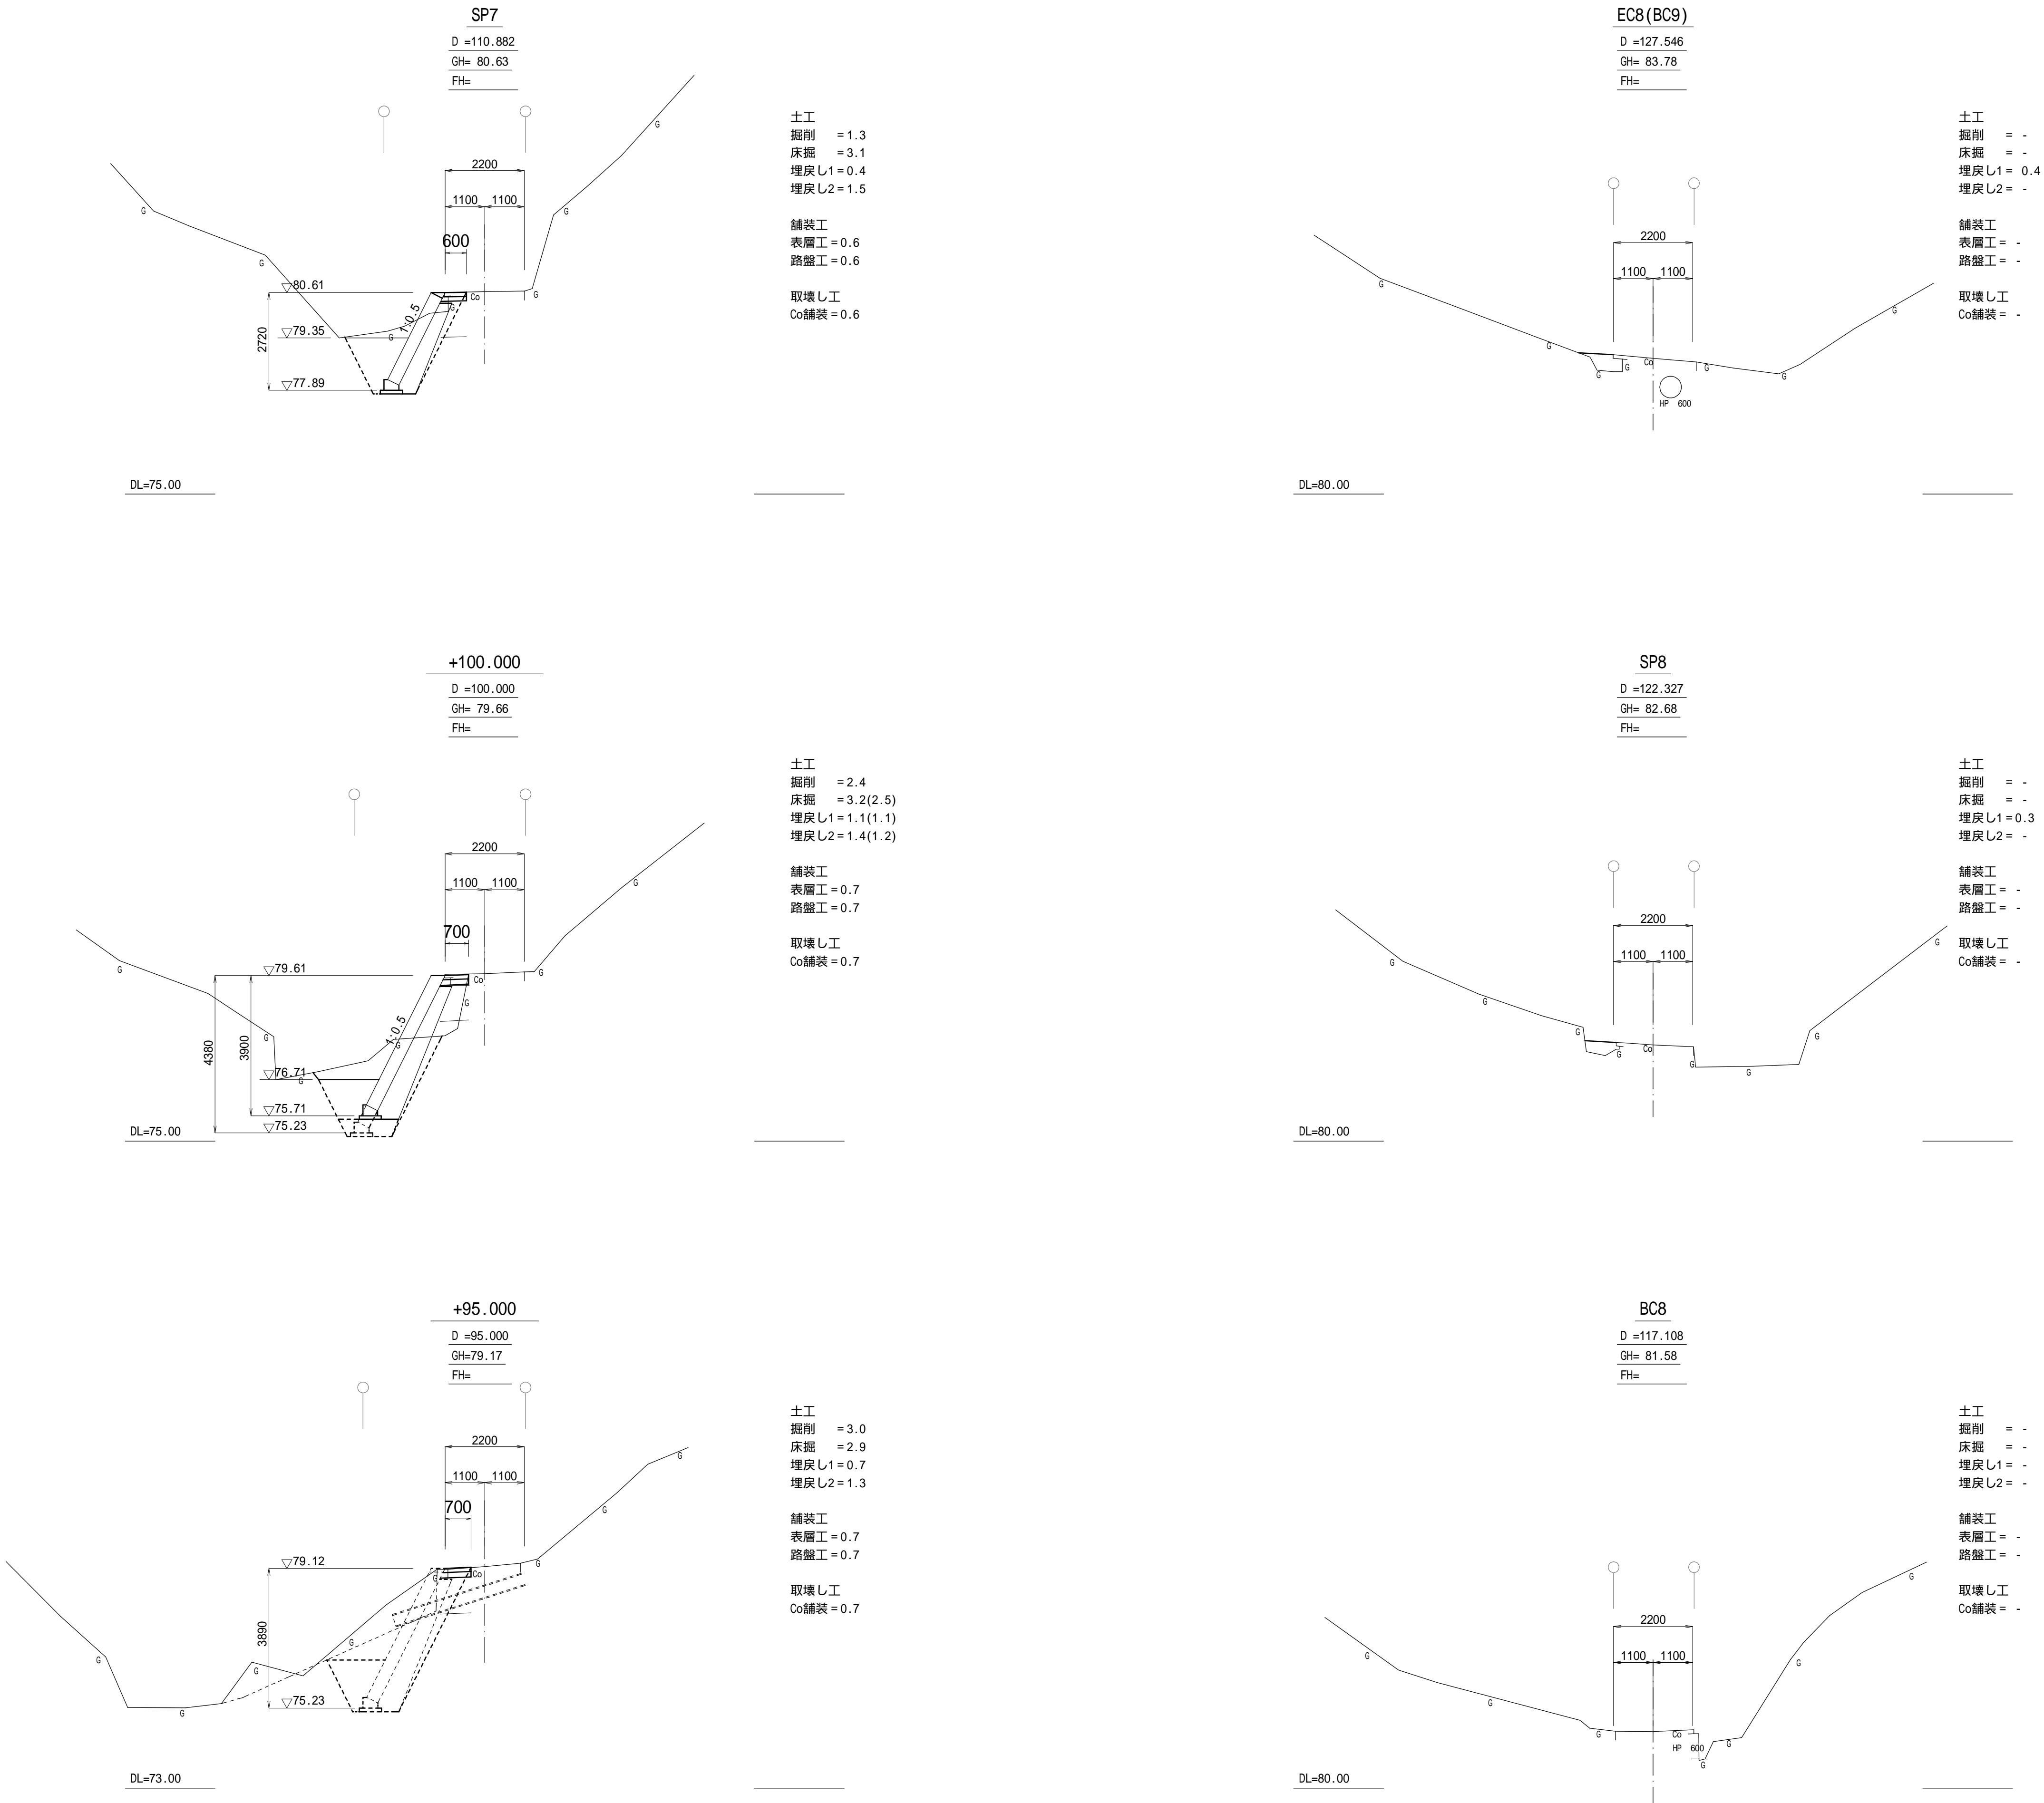 SP7
D =110.882
GH= 80.63
FH=
2200
1100
1100
600
80.61
79.35
77.89
2720
1:0.5
Co
G
G
G
G
G
G
G
DL=75.00
土工
掘削 =1.3
床掘 =3.1
埋戻し1=0.4
埋戻し2=1.5
舗装工
表層工=0.6
路盤工=0.6
取壊し工
Co舗装=0.6
EC8(BC9)
D =127.546
GH= 83.78
FH=
2200
1100
1100
Co
HP 600
G
G
G
G
G
G
G
DL=80.00
土工
掘削 = -
床掘 = -
埋戻し1= 0.4
埋戻し2= -
舗装工
表層工= -
路盤工= -
取壊し工
Co舗装= -
+100.000
D =100.000
GH= 79.66
FH=
2200
1100
1100
700
79.61
76.71
75.71
75.23
4380
3900
1:0.5
Co
G
G
G
G
G
G
G
DL=75.00
土工
掘削 =2.4
床掘 =3.2(2.5)
埋戻し1=1.1(1.1)
埋戻し2=1.4(1.2)
舗装工
表層工=0.7
路盤工=0.7
取壊し工
Co舗装=0.7
SP8
D =122.327
GH= 82.68
FH=
2200
1100
1100
Co
G
G
G
G
G
G
G
G
DL=80.00
土工
掘削 = -
床掘 = -
埋戻し1=0.3
埋戻し2= -
舗装工
表層工= -
路盤工= -
取壊し工
Co舗装= -
+95.000
D =95.000
GH=79.17
FH=
2200
1100
1100
700
79.12
75.23
3890
Co
G
G
G
G
G
G
G
G
DL=73.00
土工
掘削 =3.0
床掘 =2.9
埋戻し1=0.7
埋戻し2=1.3
舗装工
表層工=0.7
路盤工=0.7
取壊し工
Co舗装=0.7
BC8
D =117.108
GH= 81.58
FH=
2200
1100
1100
Co
HP 600
G
G
G
G
G
G
G
DL=80.00
土工
掘削 = -
床掘 = -
埋戻し1= -
埋戻し2= -
舗装工
表層工= -
路盤工= -
取壊し工
Co舗装= -